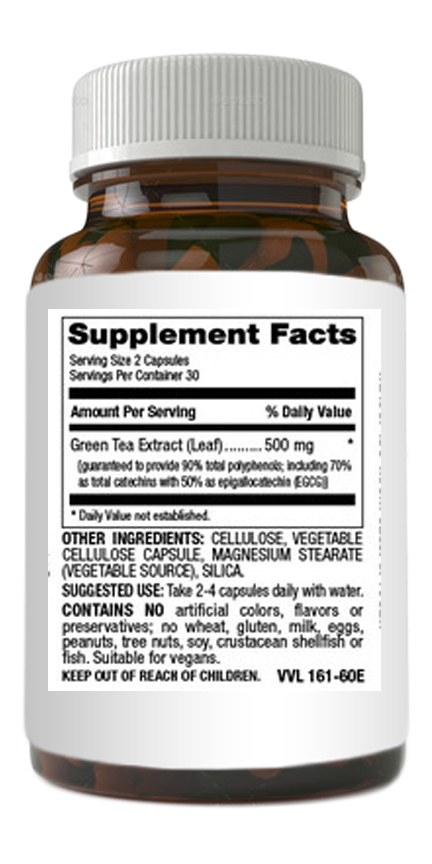 Supplement Facts
Serving Size 2 Capsules
Servings Per Container 30
Amount Per Serving % Daily Value
Green Tea Extract (Leaf).......... 500 mg *
(guaranteed to provide 90% total polyphenols; including 70%
as total catechins with 50% as epigallocatechin (EGCG))
* Daily Value not established.
OTHER INGREDIENTS: CELLULOSE, VEGETABLE
CELLULOSE CAPSULE, MAGNESIUM STEARATE
(VEGETABLE SOURCE), SILICA.
SUGGESTED USE: Take 2-4 capsules daily with water.
CONTAINS NO artificial colors, flavors or
preservatives; no wheat, gluten, milk, eggs,
peanuts, tree nuts, soy, crustacean shellfish or
fish. Suitable for vegans.
KEEP OUT OF REACH OF CHILDREN. VVL 161-60E